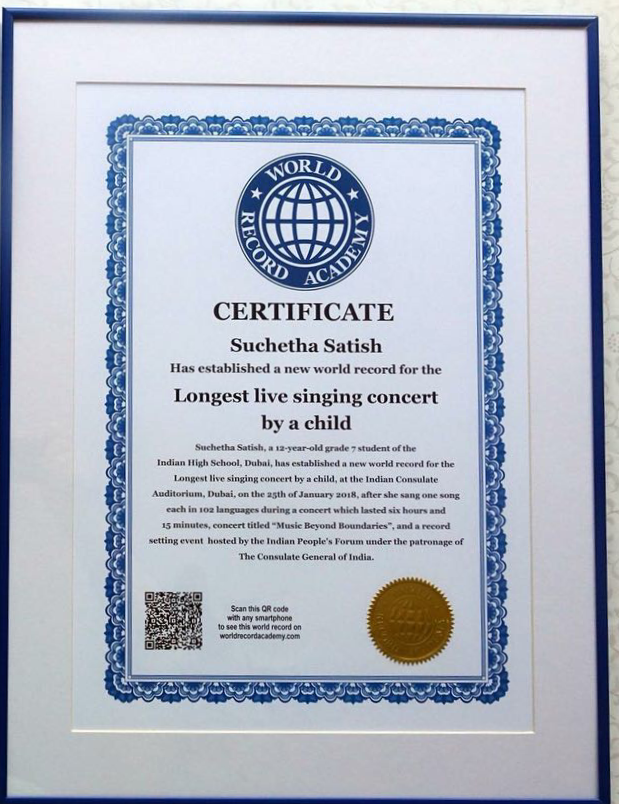 WORLD
RECORD ACADEMY
CERTIFICATE
Suchetha Satish
Has established a new world record for the
Longest live singing concert
by a child
Suchetha Satish, a 12-year-old grade 7 student of the
Indian High School, Dubai, has established a new world record for the
Longest live singing concert by a child, at the Indian Consulate
Auditorium, Dubai, on the 25th of January 2018, after she sang one song
each in 102 languages during a concert which lasted six hours and
15 minutes, concert titled “Music Beyond Boundaries”, and a record
setting event hosted by the Indian People's Forum under the patronage of
The Consulate General of India.
Scan this QR code
with any smartphone
to see this world record on
worldrecordacademy.com